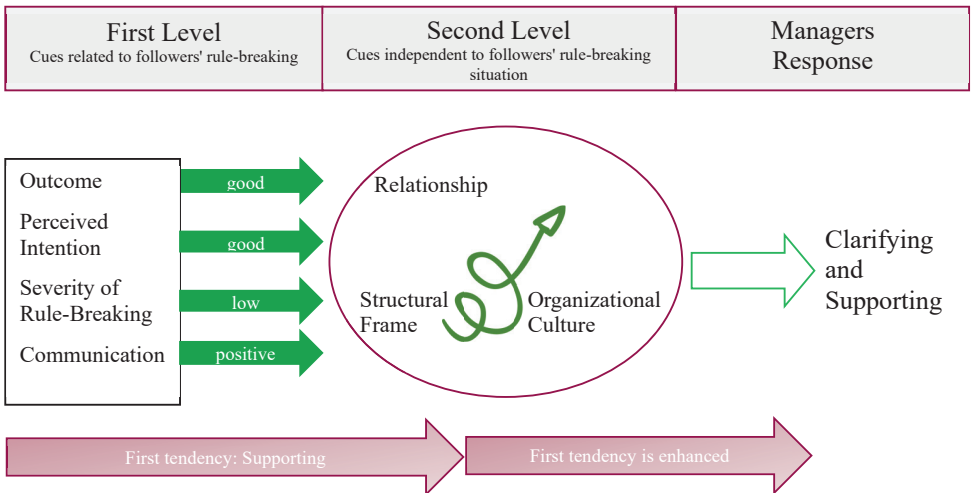 First Level
Cues related to followers' rule-breaking
Second Level
Cues independent to followers' rule-breaking
situation
Managers
Response
Outcome
good
Perceived
Intention
good
Severity of
Rule-Breaking
low
Communication
positive
Relationship
Structural
Frame
Organizational
Culture
Clarifying
and
Supporting
First tendency: Supporting
First tendency is enhanced